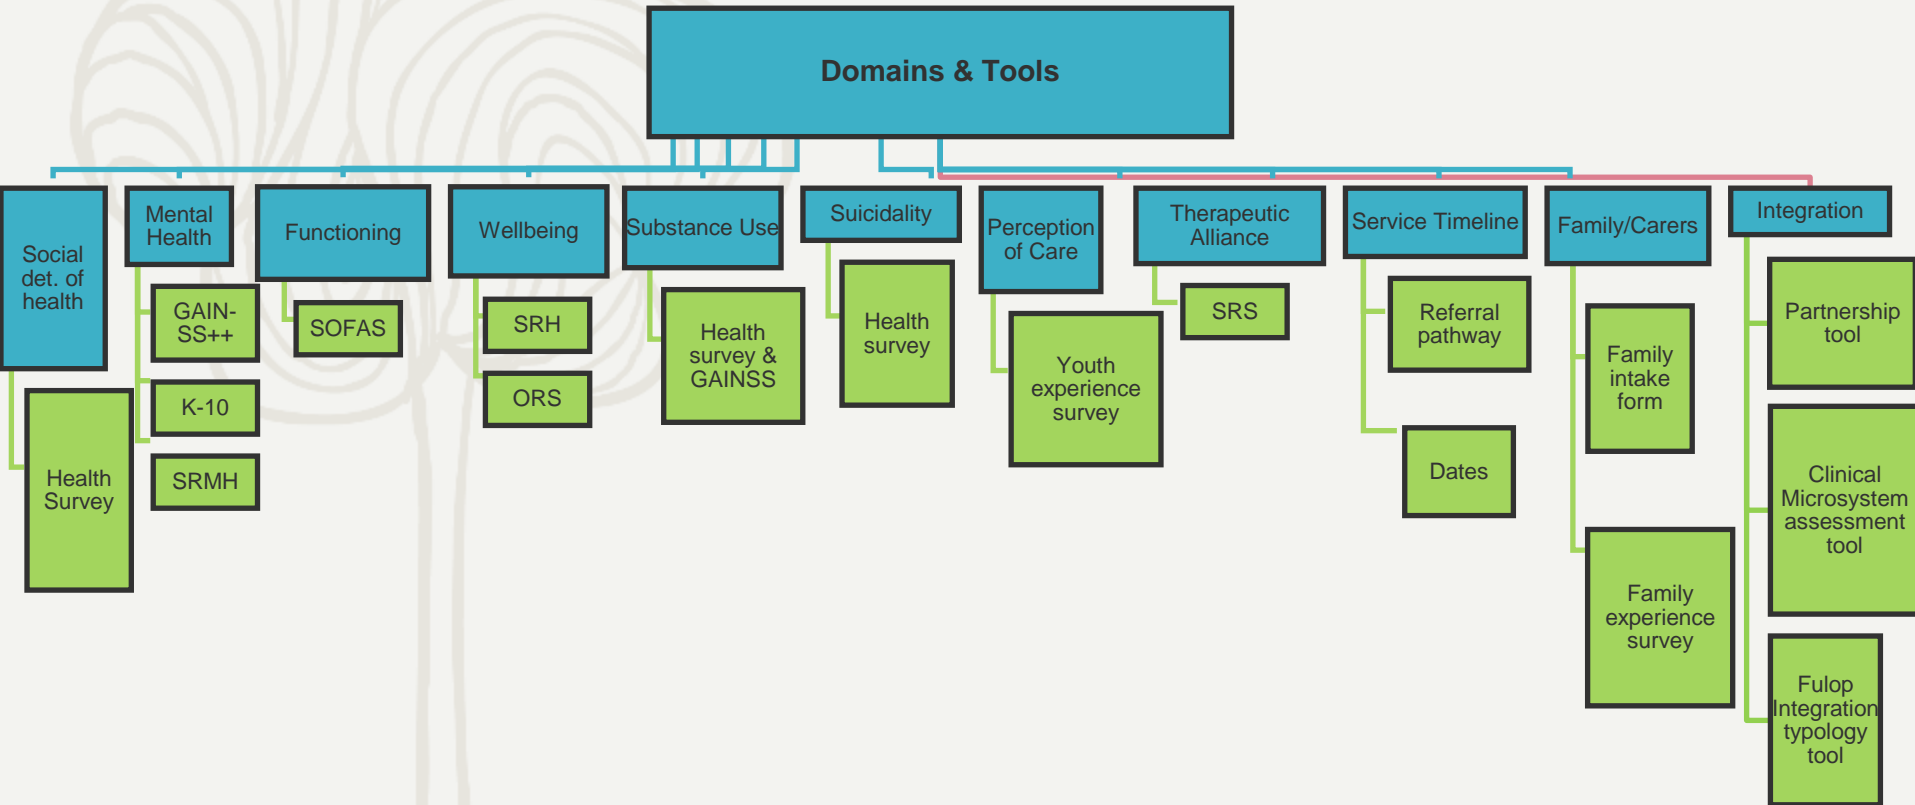 Domains & Tools
Social
det. of
health
Health
Survey
Mental
Health
GAIN-
SS++
K-10
SRMH
Functioning
SOFAS
Wellbeing
SRH
ORS
Substance Use
Health
survey &
GAINSS
Suicidality
Health
survey
Perception
of Care
Youth
experience
survey
Therapeutic
Alliance
SRS
Service Timeline
Referral
pathway
Dates
Family/Carers
Family
intake
form
Family
experience
survey
Integration
Partnership
tool
Clinical
Microsystem
assessment
tool
Fulop
Integration
typology
tool